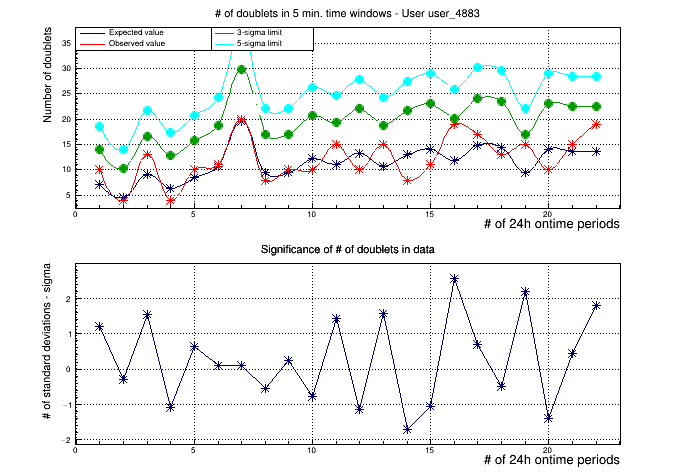 # of doublets in 5 min. time windows - User user_4883
Number of doublets
Expected value
3-sigma limit
Observed value
5-sigma limit
35
30
25
20
15
10
5
0 5 10 15 20
# of 24h ontime periods
Significance of # of doublets in data
# of standard deviations - sigma
2
1
0
−1
−2
0 5 10 15 20
# of 24h ontime periods